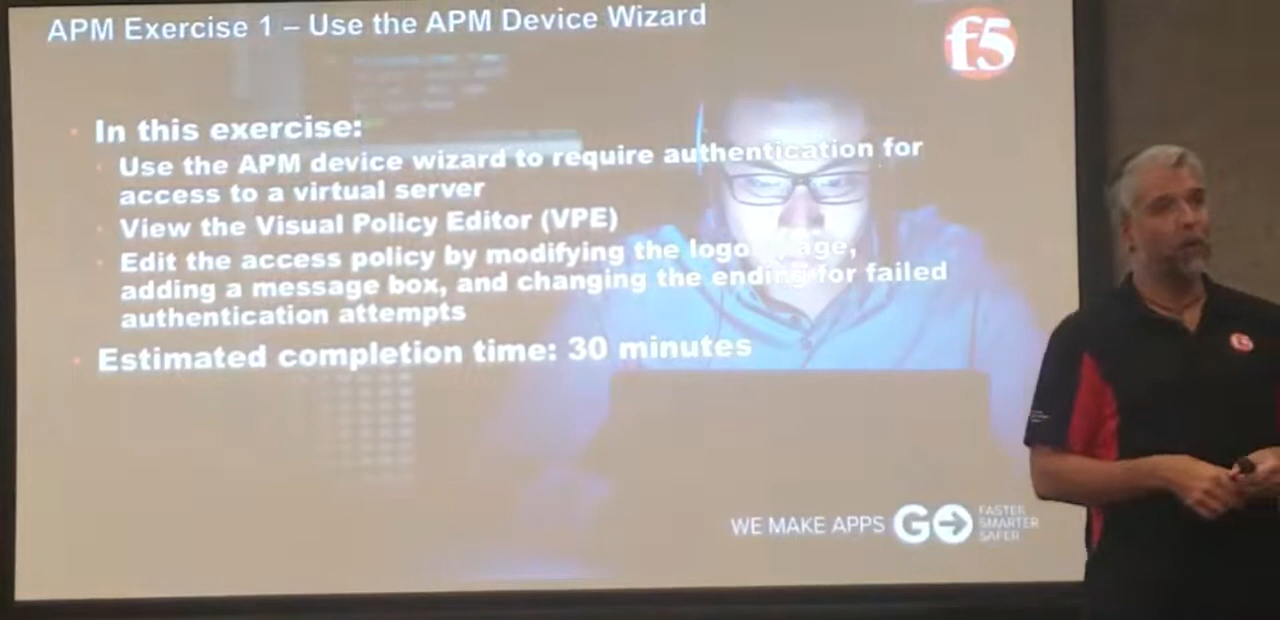 APM Exercise 1 – Use the APM Device Wizard
f5
In this exercise:
Use the APM device wizard to require authentication for
access to a virtual server
View the Visual Policy Editor (VPE)
Edit the access policy by modifying the
adding a message box, and changing the ending for failed
authentication attempts
Estimated completion time: 30 minutes
WE MAKE APPS GO
FASTER
SMARTER
SAFER
f5